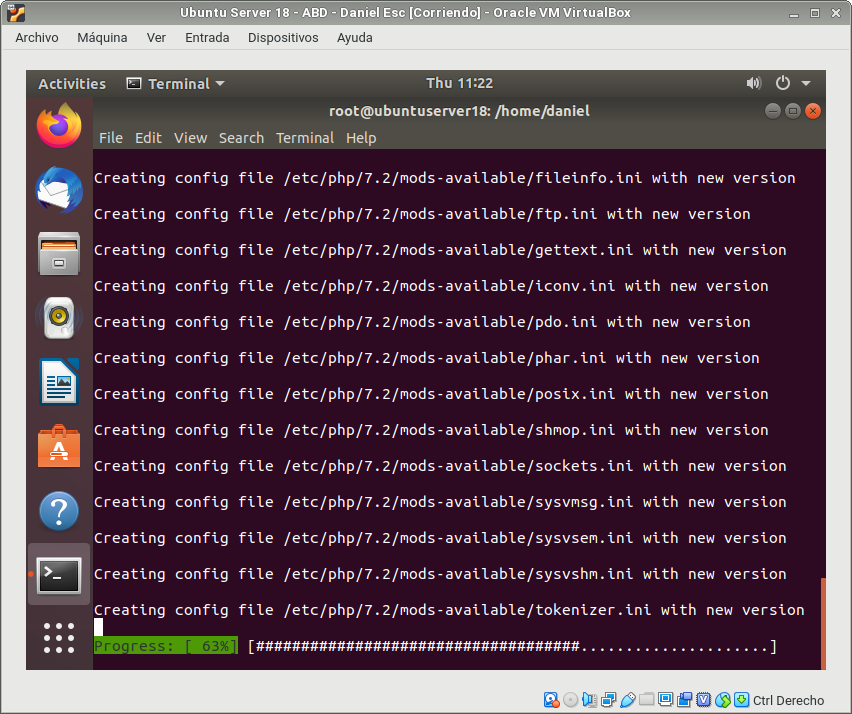 Ubuntu Server 18 - ABD - Daniel Esc [Corriendo] - Oracle VM VirtualBox
Archivo Máquina Ver Entrada Dispositivos Ayuda
Activities Terminal Thu 11:22
root@ubuntuserver18: /home/daniel
File Edit View Search Terminal Help
Creating config file /etc/php/7.2/mods-available/fileinfo.ini with new version
Creating config file /etc/php/7.2/mods-available/ftp.ini with new version
Creating config file /etc/php/7.2/mods-available/gettext.ini with new version
Creating config file /etc/php/7.2/mods-available/iconv.ini with new version
Creating config file /etc/php/7.2/mods-available/pdo.ini with new version
Creating config file /etc/php/7.2/mods-available/phar.ini with new version
Creating config file /etc/php/7.2/mods-available/posix.ini with new version
Creating config file /etc/php/7.2/mods-available/shmop.ini with new version
Creating config file /etc/php/7.2/mods-available/sockets.ini with new version
Creating config file /etc/php/7.2/mods-available/sysvmsg.ini with new version
Creating config file /etc/php/7.2/mods-available/sysvsem.ini with new version
Creating config file /etc/php/7.2/mods-available/sysvshm.ini with new version
Creating config file /etc/php/7.2/mods-available/tokenizer.ini with new version
Progress: [ 63%] [####################################.....................]
Ctrl Derecho